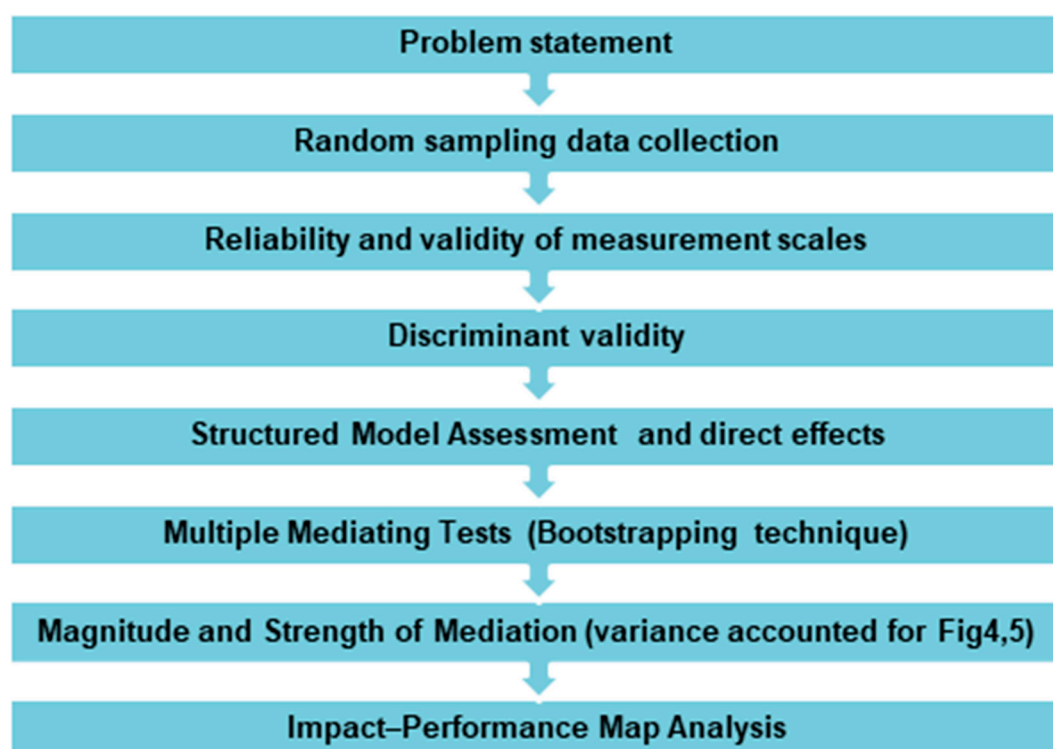 Problem statement
Random sampling data collection
Reliability and validity of measurement scales
Discriminant validity
Structured Model Assessment and direct effects
Multiple Mediating Tests (Bootstrapping technique)
Magnitude and Strength of Mediation (variance accounted for Fig4,5)
Impact–Performance Map Analysis